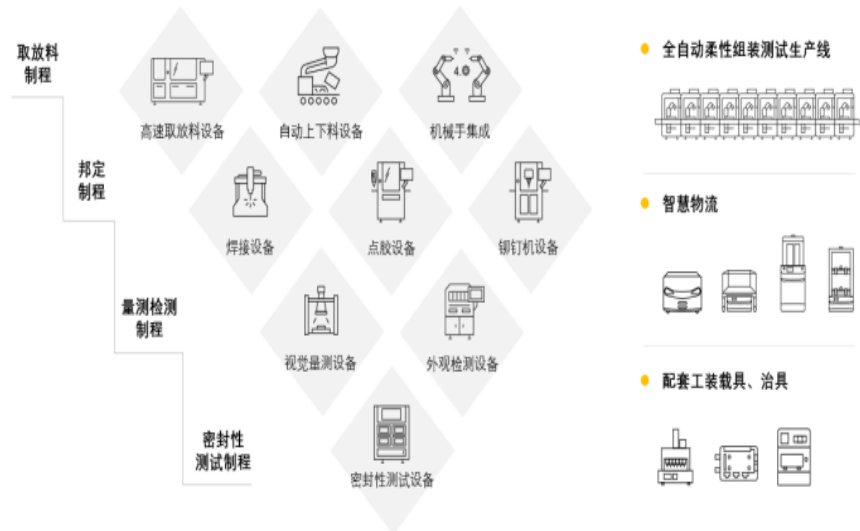 取放料
制程
高速取放料设备
自动上下料设备
4.0
机械手集成
邦定
制程
焊接设备
点胶设备
铆钉机设备
量测检测
制程
视觉量测设备
外观检测设备
密封性
测试制程
密封性测试设备
全自动柔性组装测试生产线
智慧物流
配套工装载具、治具